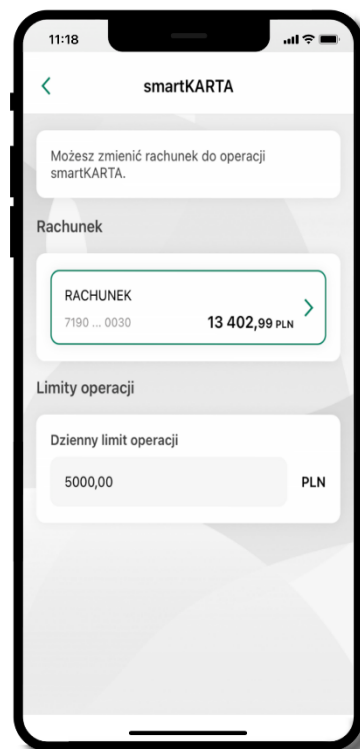 11:18
smartKARTA
Możesz zmienić rachunek do operacji
smartKARTA.
Rachunek
RACHUNEK
7190 ... 0030 13 402,99 PLN
Limity operacji
Dzienny limit operacji
5000,00 PLN